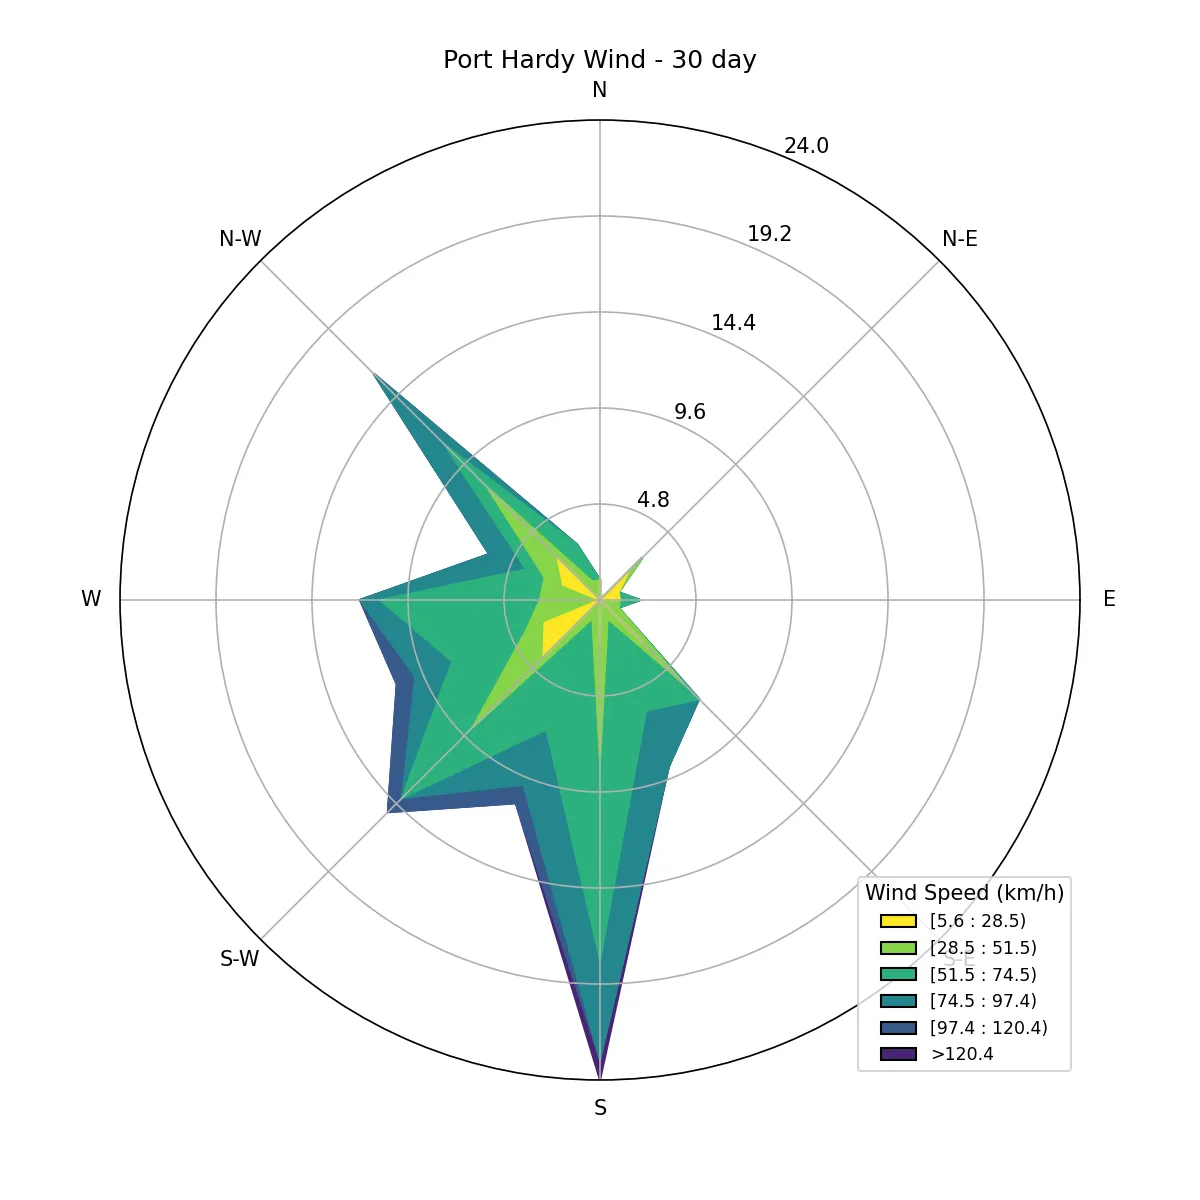 Port Hardy Wind - 30 day
N
24.0
N-W
19.2
N-E
14.4
9.6
4.8
W
E
S-W
S-E
S
Wind Speed (km/h)
[5.6 : 28.5)
[28.5 : 51.5)
[51.5 : 74.5)
[74.5 : 97.4)
[97.4 : 120.4)
>120.4